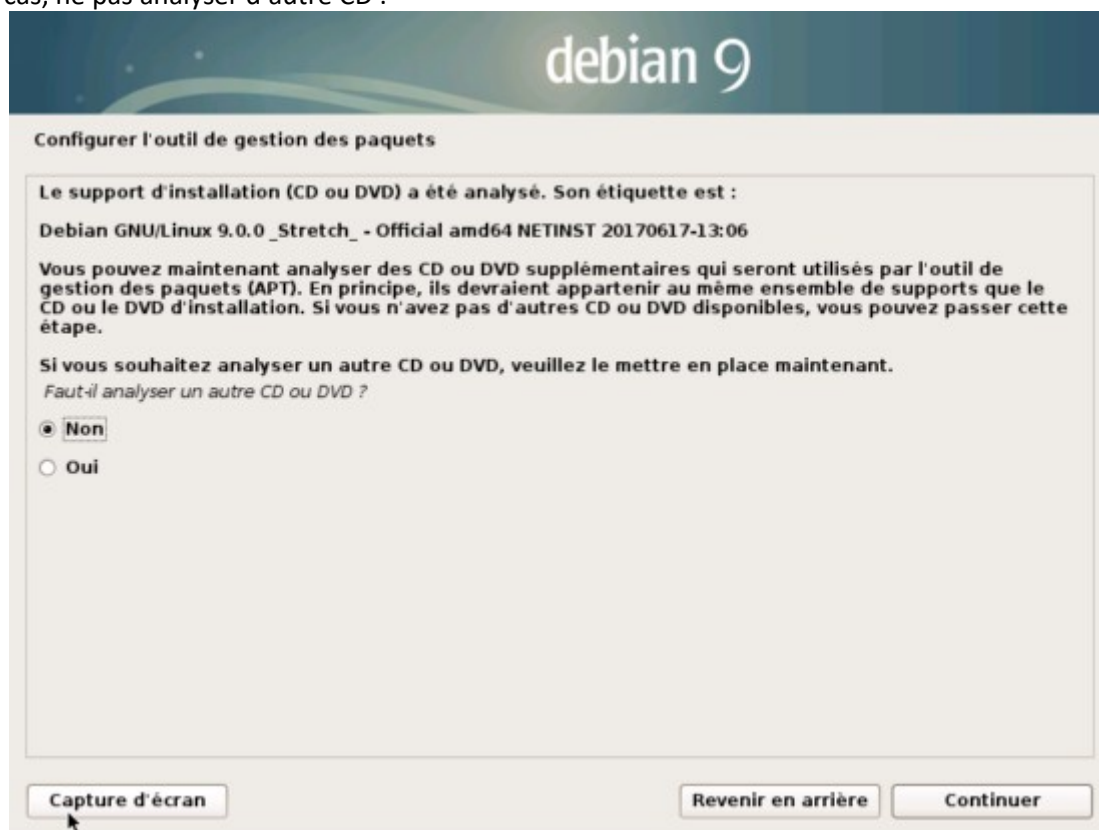 cas, ne pas analyser d'autre CD :
debian 9
Configurer l'outil de gestion des paquets
Le support d'installation (CD ou DVD) a été analysé. Son étiquette est :
Debian GNU/Linux 9.0.0 _Stretch_ - Official amd64 NETINST 20170617-13:06
Vous pouvez maintenant analyser des CD ou DVD supplémentaires qui seront utilisés par l'outil de
gestion des paquets (APT). En principe, ils devraient appartenir au même ensemble de supports que le
CD ou le DVD d'installation. Si vous n'avez pas d'autres CD ou DVD disponibles, vous pouvez passer cette
étape.
Si vous souhaitez analyser un autre CD ou DVD, veuillez le mettre en place maintenant.
Faut-il analyser un autre CD ou DVD ?
Non
Oui
Capture d'écran
Revenir en arrière
Continuer